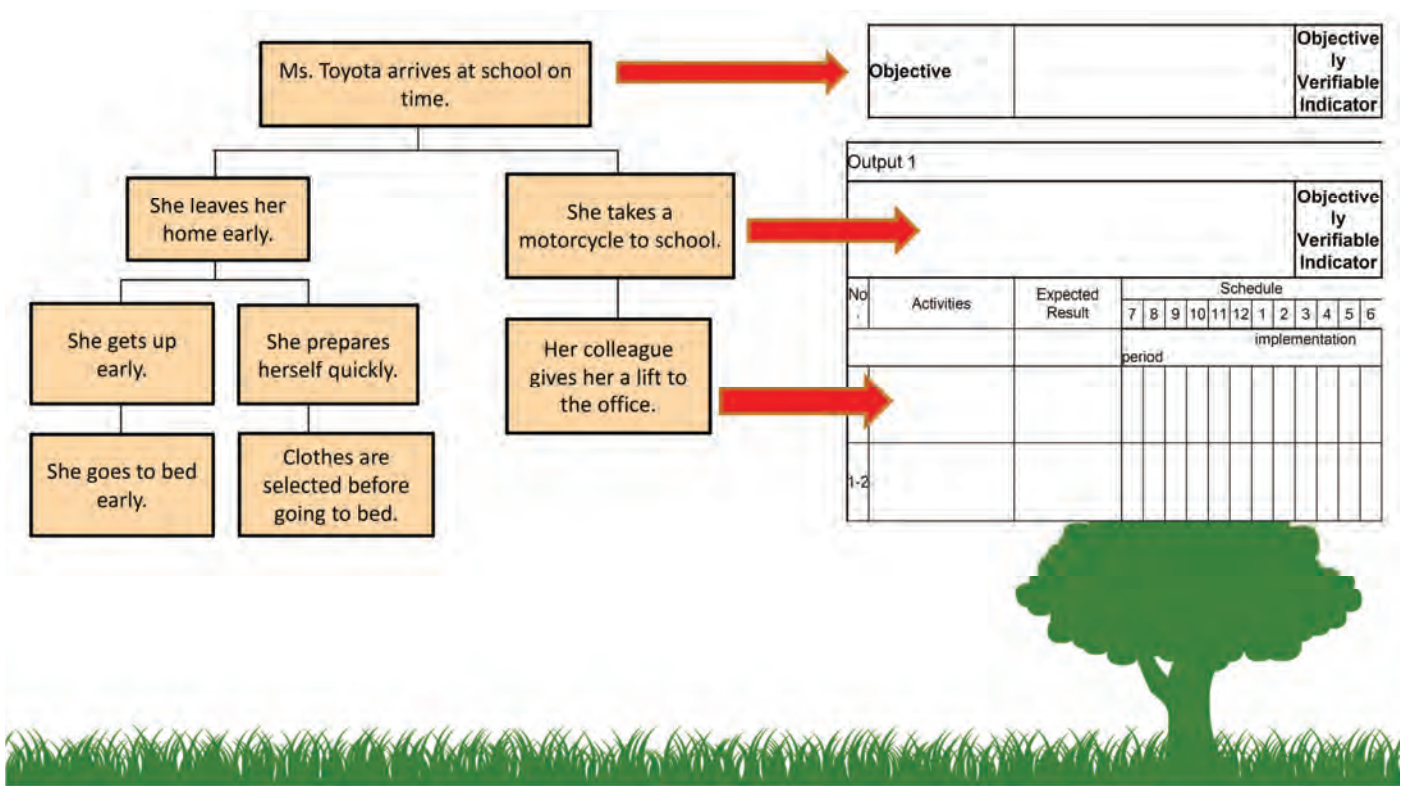 Ms. Toyota arrives at school on
time.
She leaves her
home early.
She takes a
motorcycle to school.
She gets up
early.
She prepares
herself quickly.
Her colleague
gives her a lift to
the office.
She goes to bed
early.
Clothes are
selected before
going to bed.
Objective
Objective
ly
Verifiable
Indicator
Output 1
Objective
ly
Verifiable
Indicator
No
.
Activities
Expected
Result
Schedule
7 8 9 10 11 12 1 2 3 4 5 6
implementation
period
1-2